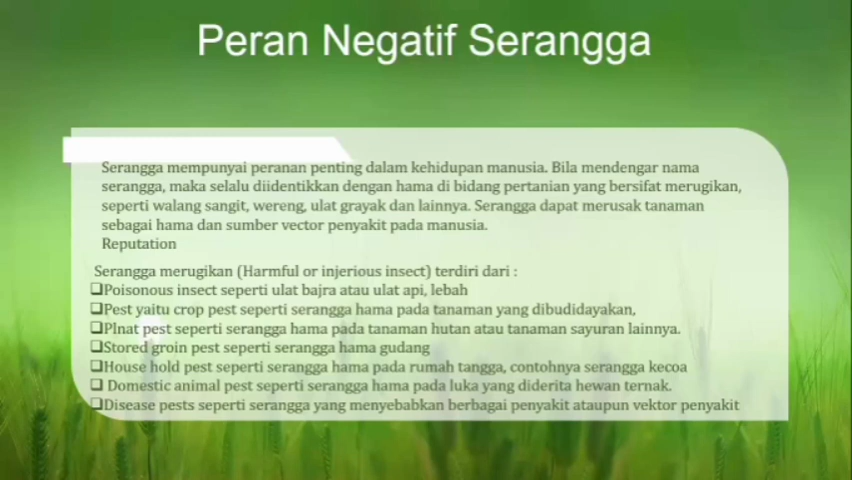 Peran Negatif Serangga
Serangga mempunyai peranan penting dalam kehidupan manusia. Bila mendengar nama
serangga, maka selalu diidentikkan dengan hama di bidang pertanian yang bersifat merugikan,
seperti walang sangit, wereng, ulat grayak dan lainnya. Serangga dapat merusak tanaman
sebagai hama dan sumber vector penyakit pada manusia.
Reputation
Serangga merugikan (Harmful or injerious insect) terdiri dari :
❑Poisonous insect seperti ulat bajra atau ulat api, lebah
❑Pest yaitu crop pest seperti serangga hama pada tanaman yang dibudidayakan,
❑Plnat pest seperti serangga hama pada tanaman hutan atau tanaman sayuran lainnya.
❑Stored groin pest seperti serangga hama gudang
❑House hold pest seperti serangga hama pada rumah tangga, contohnya serangga kecoa
❑ Domestic animal pest seperti serangga hama pada luka yang diderita hewan ternak.
❑Disease pests seperti serangga yang menyebabkan berbagai penyakit ataupun vektor penyakit